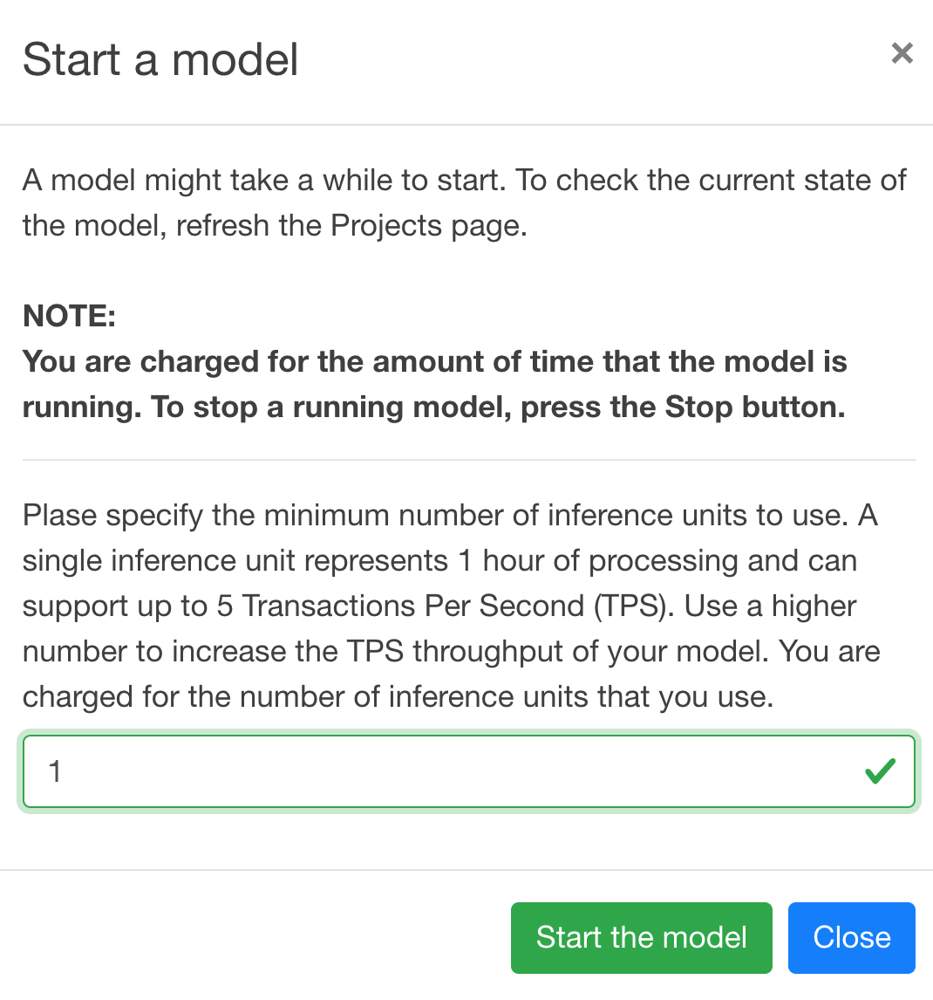 Start a model
×
A model might take a while to start. To check the current state of
the model, refresh the Projects page.
NOTE:
You are charged for the amount of time that the model is
running. To stop a running model, press the Stop button.
Plase specify the minimum number of inference units to use. A
single inference unit represents 1 hour of processing and can
support up to 5 Transactions Per Second (TPS). Use a higher
number to increase the TPS throughput of your model. You are
charged for the number of inference units that you use.
1
Start the model
Close